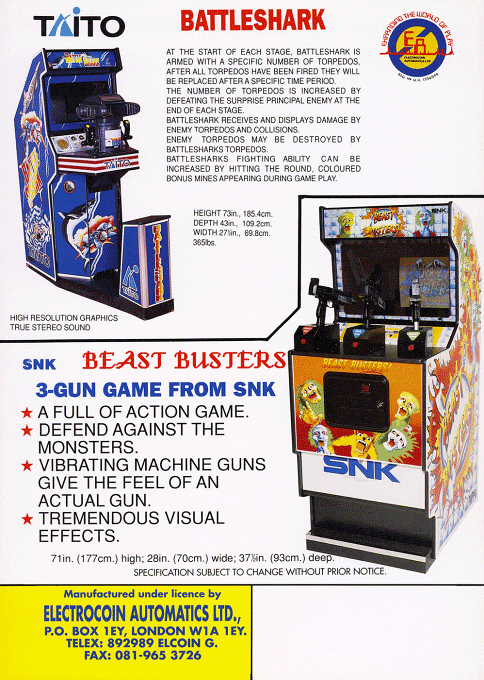 TAITO
BATTLESHARK
EXPANDING THE WORLD OF PLAY
ELECTROCOIN
AUTOMATICS LTD
AT THE START OF EACH STAGE, BATTLESHARK IS
ARMED WITH A SPECIFIC NUMBER OF TORPEDOS,
AFTER ALL TORPEDOS HAVE BEEN FIRED THEY WILL
BE REPLACED AFTER A SPECIFIC TIME PERIOD.
THE NUMBER OF TORPEDOS IS INCREASED BY
DEFEATING THE SURPRISE PRINCIPAL ENEMY AT THE
END OF EACH STAGE.
BATTLESHARK RECEIVES AND DISPLAYS DAMAGE BY
ENEMY TORPEDOS AND COLLISIONS.
ENEMY TORPEDOS MAY BE DESTROYED BY
BATTLESHARKS TORPEDOS.
BATTLESHARKS FIGHTING ABILITY CAN BE
INCREASED BY HITTING THE ROUND, COLOURED
BONUS MINES APPEARING DURING GAME PLAY.
TAITO
HEIGHT 73in., 185.4cm.
DEPTH 43in., 109.2cm.
WIDTH 27½in., 69.8cm.
365lbs.
HIGH RESOLUTION GRAPHICS
TRUE STEREO SOUND
BEAST
BUSTERS
SNK
BEAST BUSTERS!
SNK
SNK BEAST BUSTERS
3-GUN GAME FROM SNK
★ A FULL OF ACTION GAME.
★ DEFEND AGAINST THE
MONSTERS.
★ VIBRATING MACHINE GUNS
GIVE THE FEEL OF AN
ACTUAL GUN.
★ TREMENDOUS VISUAL
EFFECTS.
71in. (177cm.) high; 28in. (70cm.) wide; 37⅜in. (93cm.) deep.
SPECIFICATION SUBJECT TO CHANGE WITHOUT PRIOR NOTICE.
Manufactured under licence by
ELECTROCOIN AUTOMATICS LTD.,
P.O. BOX 1EY, LONDON W1A 1EY.
TELEX: 892989 ELCOIN G.
FAX: 081-965 3726